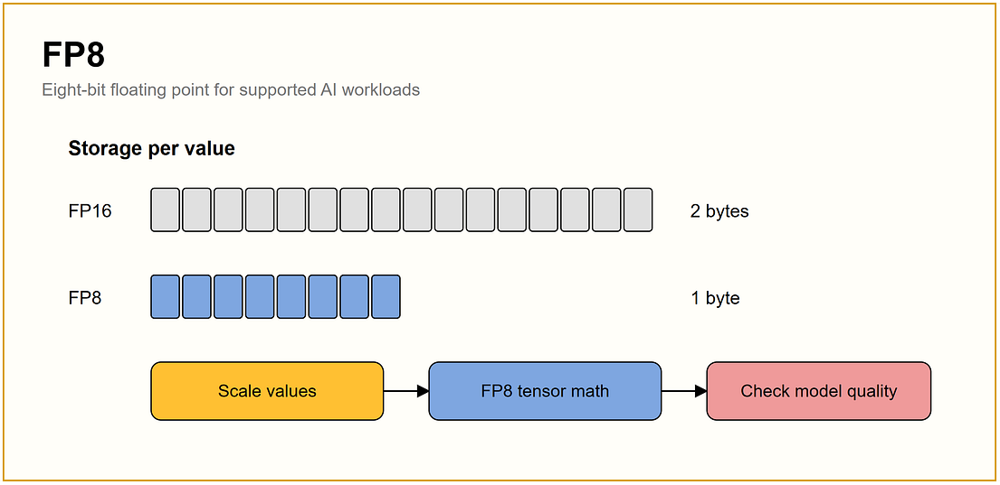 FP8
Eight-bit floating point for supported AI workloads
Storage per value
FP16
2 bytes
FP8
1 byte
Scale values
FP8 tensor math
Check model quality